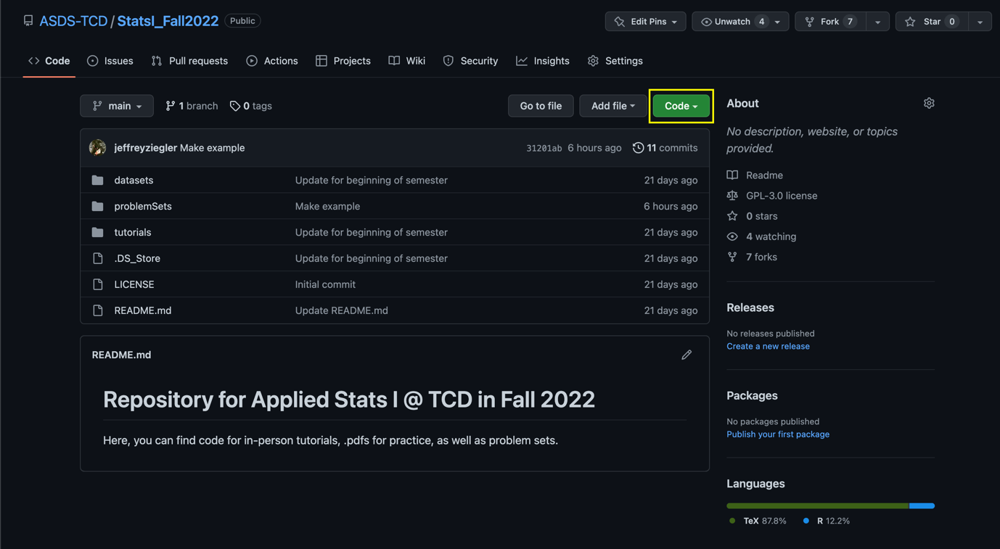 ASDS-TCD / StatsI_Fall2022 Public Edit Pins Unwatch 4 Fork 7 Star 0
Code Issues Pull requests Actions Projects Wiki Security Insights Settings
main 1 branch 0 tags Go to file Add file Code
jeffreyziegler Make example 31201ab 6 hours ago 11 commits
datasets Update for beginning of semester 21 days ago
problemSets Make example 6 hours ago
tutorials Update for beginning of semester 21 days ago
.DS_Store Update for beginning of semester 21 days ago
LICENSE Initial commit 21 days ago
README.md Update README.md 21 days ago
README.md
Repository for Applied Stats I @ TCD in Fall 2022
Here, you can find code for in-person tutorials, .pdfs for practice, as well as problem sets.
About
No description, website, or topics
provided.
Readme
GPL-3.0 license
0 stars
4 watching
7 forks
Releases
No releases published
Create a new release
Packages
No packages published
Publish your first package
Languages
TeX 87.8% R 12.2%